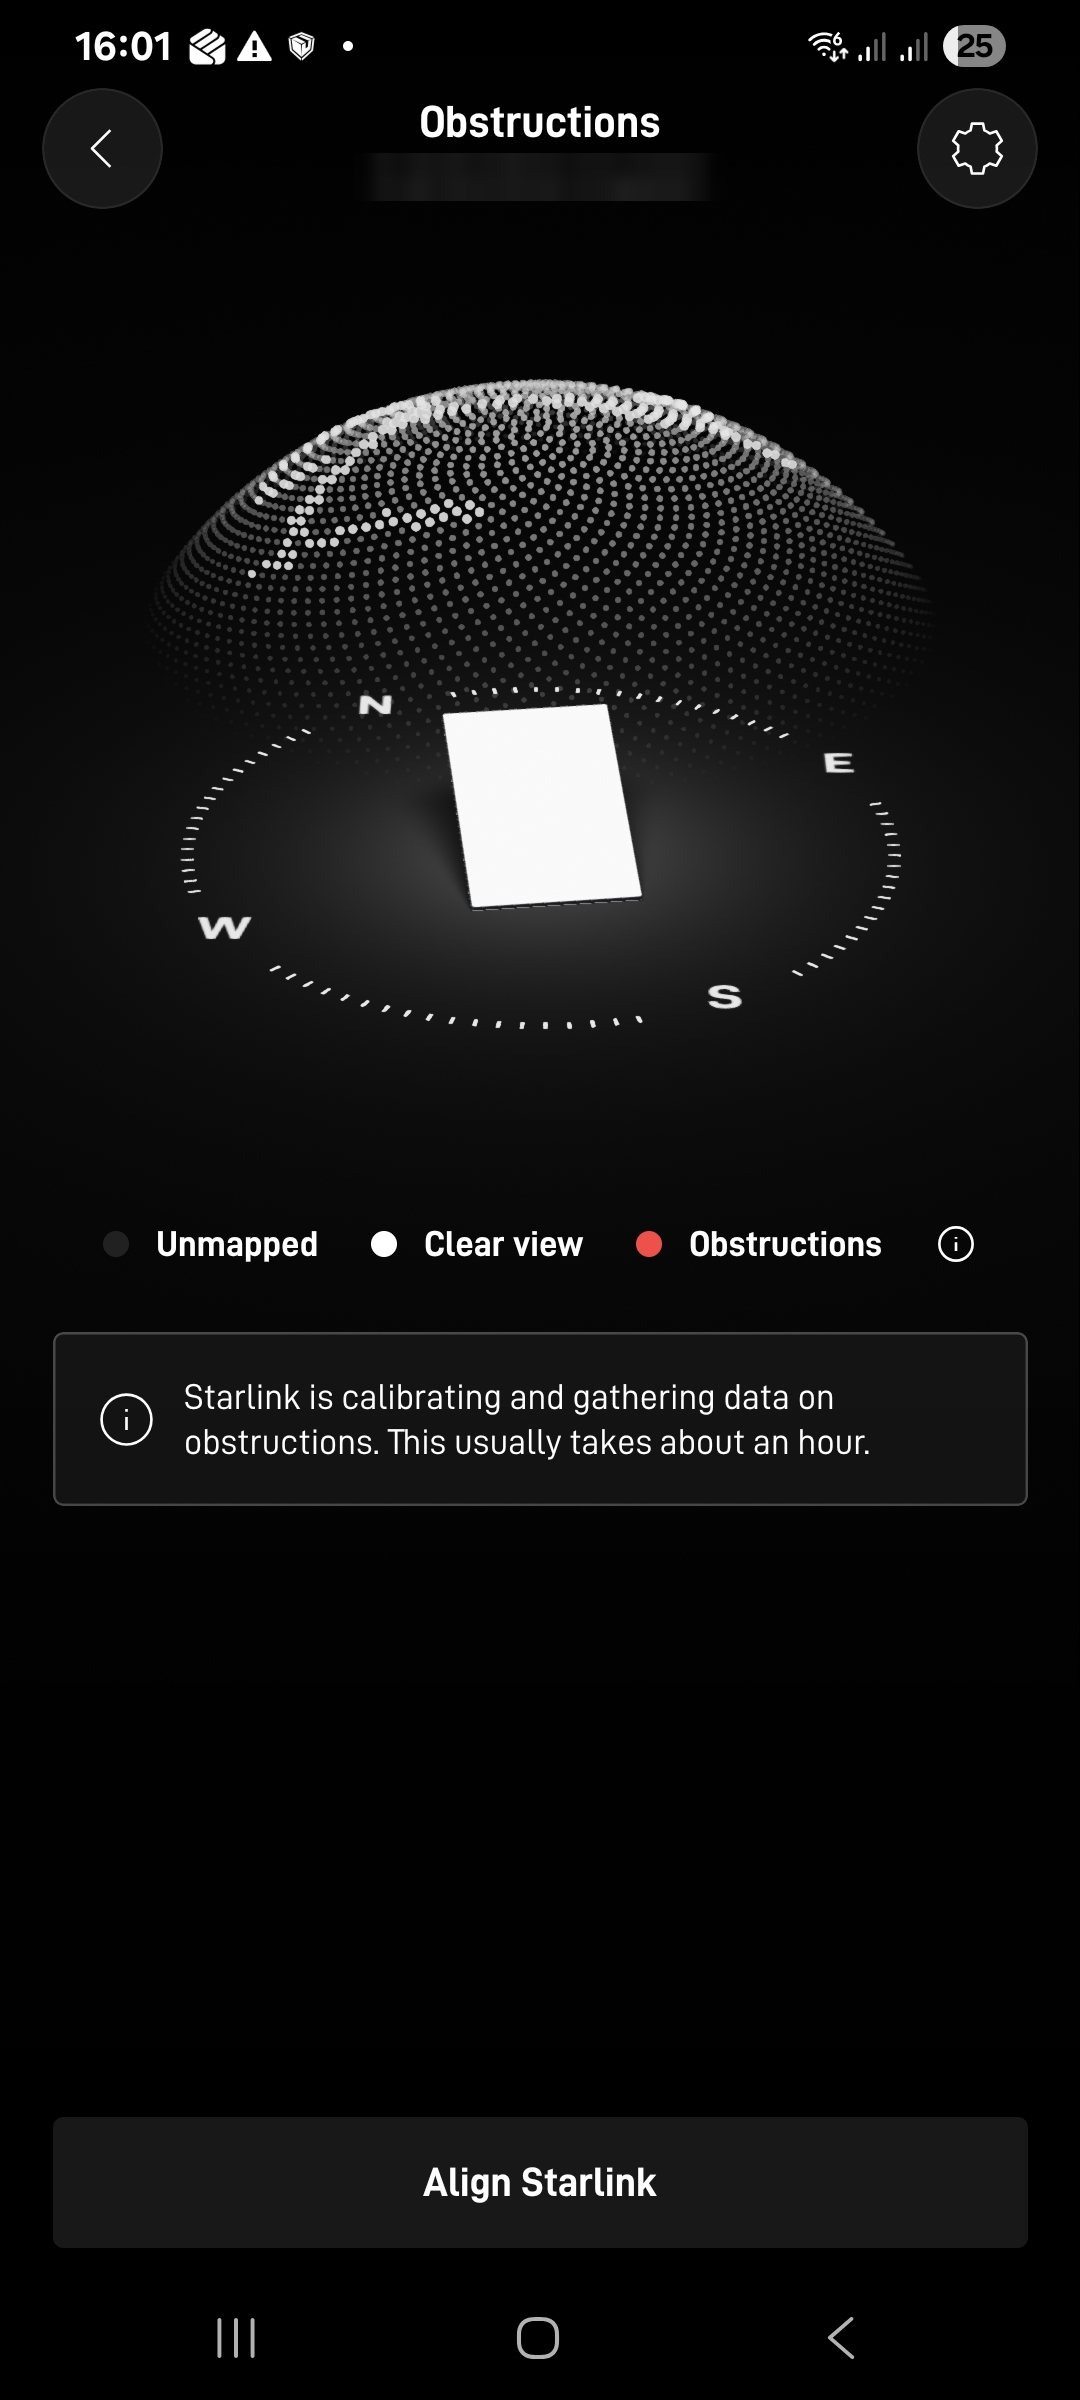 16:01
6
25
Obstructions
N
E
W
S
Unmapped
Clear view
Obstructions
Starlink is calibrating and gathering data on
obstructions. This usually takes about an hour.
Align Starlink